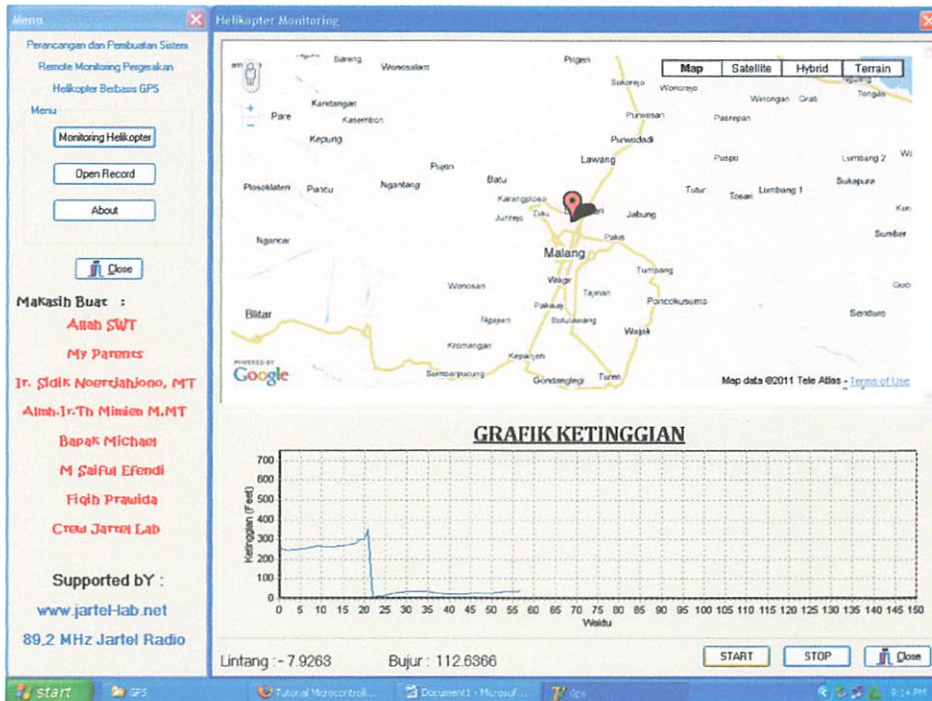 Menu
Perancangan dan Pembuatan Sistem
Remote Monitoring Pergerakan
Helikopter Berbasis GPS
Menu
Monitoring Helikopter
Open Record
About
Close
Makasih Buat :
Allah SWT
My Parents
Ir. Sidik Noertjahjono, MT
Almh.Ir.Th Mimien M.MT
Bapak Michael
M Saiful Efendi
Fiqih Prawida
Crew Jartel Lab
Supported bY :
www.jartel-lab.net
89,2 MHz Jartel Radio
Helikopter Monitoring
Map Satellite Hybrid Terrain
Sareng
Wonosalam
Prigen
Sukorejo
Wonorejo
Winongan
Grati
Tongas
Kandangan
Pare
Kasembon
Purwosari
Pasrepan
Kepung
Purwodadi
Lawang
Pujon
Puspo
Lumbang 2
Batu
Plosoklaten
Puncu
Ngantang
Tutur
Tosari
Lumbang 1
Sukapura
Karangploso
Junrejo
Dau
Jabung
Ngancar
Pakis
Sumber
Malang
Tumpang
Wonosari
Wagir
Tajinan
Poncokusumo
Blitar
Pakisaji
Senduro
Ngajum
Bululawang
Wajak
Kromengan
Kepanjen
Sumberpucung
Gondanglegi
Turen
POWERED BY
Google
Map data ©2011 Tele Atlas - Terms of Use
GRAFIK KETINGGIAN
Ketinggian (Feet)
700
600
500
400
300
200
100
0
0 5 10 15 20 25 30 35 40 45 50 55 60 65 70 75 80 85 90 95 100 105 110 115 120 125 130 135 140 145 150
Waktu
Lintang :- 7.9263
Bujur : 112.6366
START
STOP
Close
start
GPS
Tutorial Microcontroll...
Document1 - Microsof...
Gps
9:14 PM